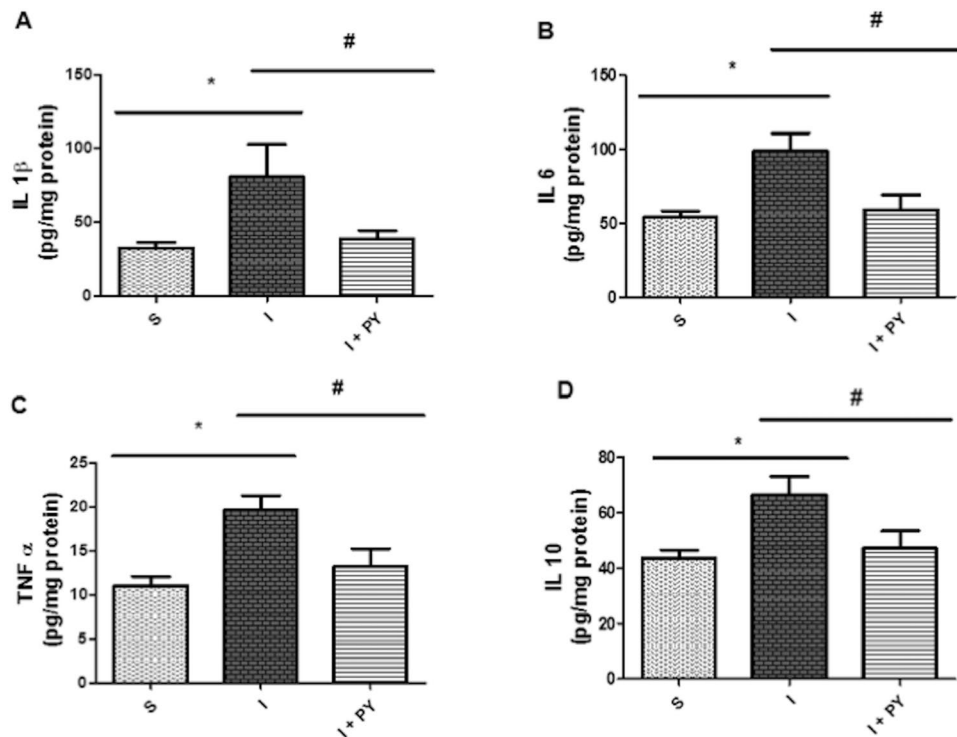 A
#
*
IL 1β
(pg/mg protein)
150
100
50
0
S
I
I + PY
B
#
*
IL 6
(pg/mg protein)
150
100
50
0
S
I
I + PY
C
#
*
TNF α
(pg/mg protein)
25
20
15
10
5
0
S
I
I + PY
D
#
*
IL 10
(pg/mg protein)
80
60
40
20
0
S
I
I + PY